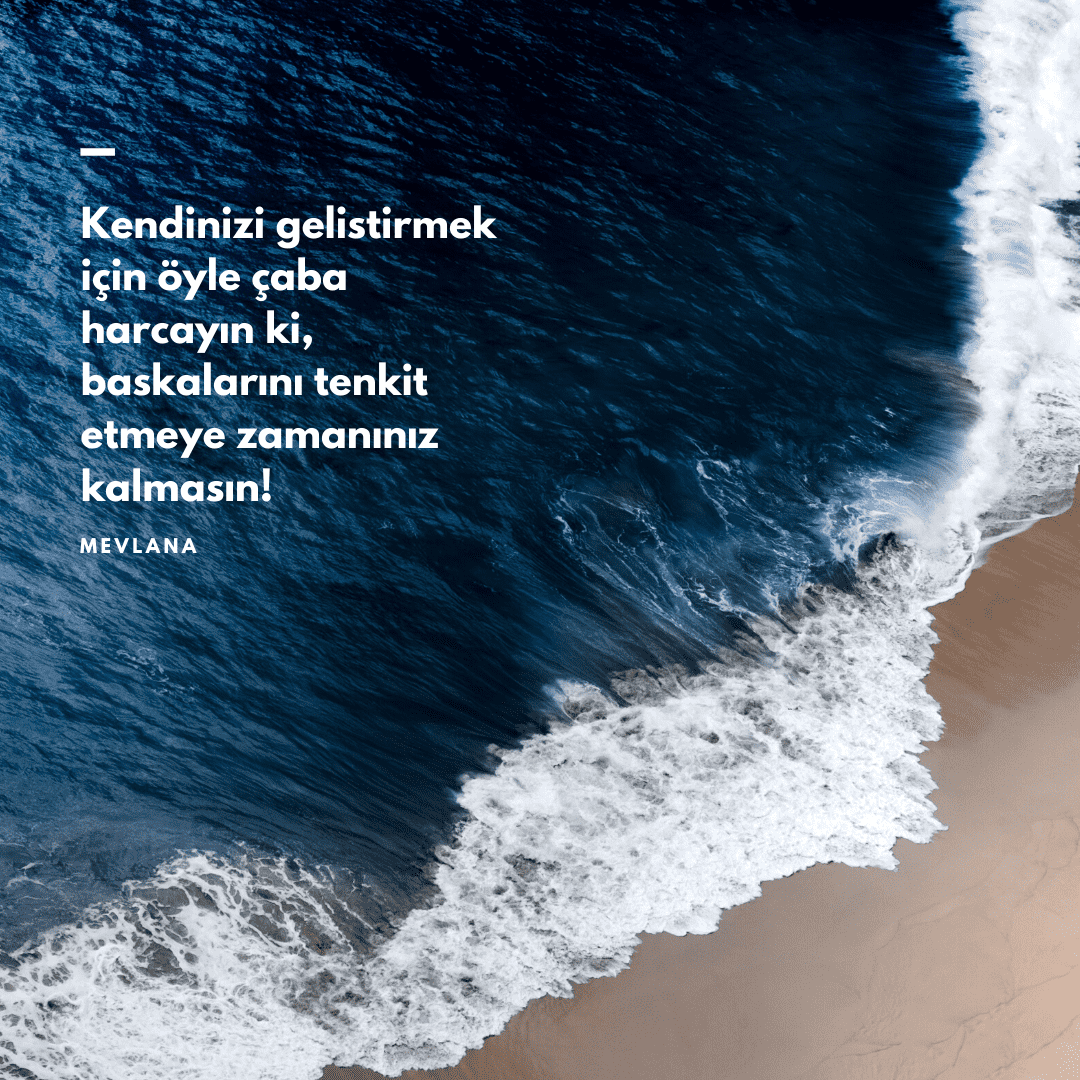 Kendinizi gelistirmek
için öyle çaba
harcayın ki,
baskalarını tenkit
etmeye zamanınız
kalmasın!
MEVLANA